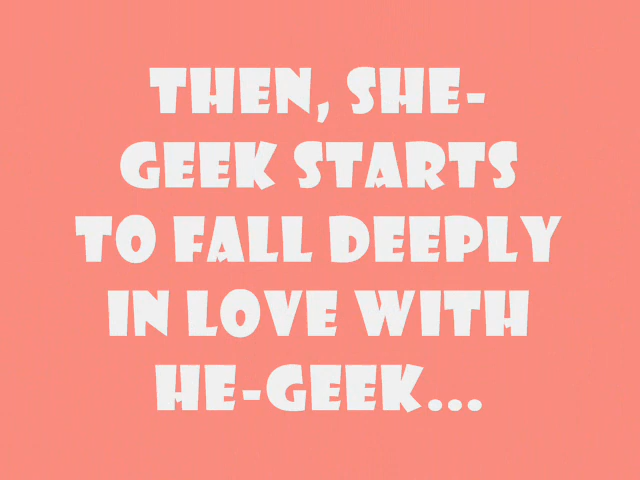 THEN, SHE-
GEEK STARTS
TO FALL DEEPLY
IN LOVE WITH
HE-GEEK...